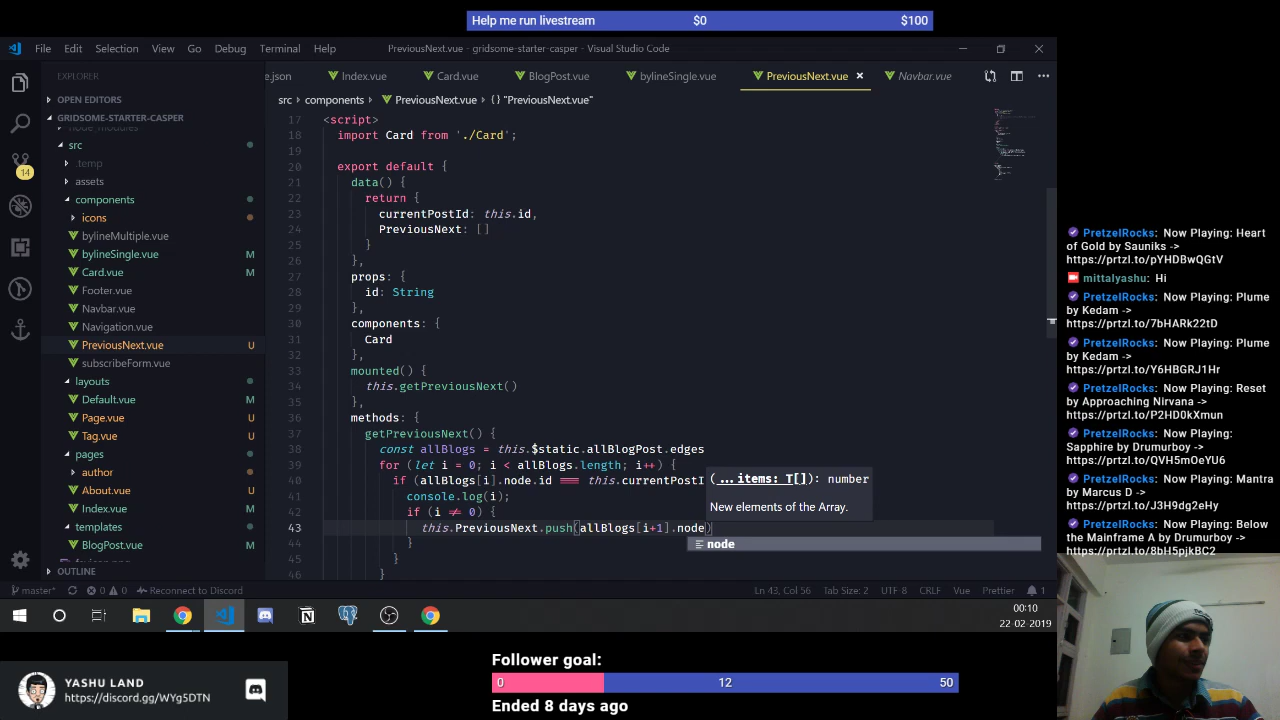 Help me run livestream $0 $100
File Edit Selection View Go Debug Terminal Help
PreviousNext.vue - gridsome-starter-casper - Visual Studio Code
EXPLORER
e.json Index.vue Card.vue BlogPost.vue bylineSingle.vue PreviousNext.vue × Navbar.vue
OPEN EDITORS
src components PreviousNext.vue {} "PreviousNext.vue"
GRIDSOME-STARTER-CASPER
node_modules
src
.temp
assets
components
icons
bylineMultiple.vue
bylineSingle.vue M
Card.vue M
Footer.vue
Navbar.vue
Navigation.vue
PreviousNext.vue U
subscribeForm.vue
layouts
Default.vue M
Page.vue U
Tag.vue U
pages
author
About.vue U
Index.vue M
templates
BlogPost.vue M
OUTLINE
14
17 <script>
18 import Card from './Card';
19
20 export default {
21 data() {
22 return {
23 currentPostId: this.id,
24 PreviousNext: []
25 }
26 },
27 props: {
28 id: String
29 },
30 components: {
31 Card
32 },
33 mounted() {
34 this.getPreviousNext()
35 },
36 methods: {
37 getPreviousNext() {
38 const allBlogs = this.$static.allBlogPost.edges
39 for (let i = 0; i < allBlogs.length; i++) {
40 if (allBlogs[i].node.id === this.currentPostI
41 console.log(i);
42 if (i ≠ 0) {
43 this.PreviousNext.push(allBlogs[i+1].node)
44 }
45 }
46 }
(...items: T[]): number
New elements of the Array.
node
master* 0 0 Reconnect to Discord
Ln 43, Col 56 Tab Size: 2 UTF-8 CRLF Vue Prettier 1
00:10
22-02-2019
PretzelRocks: Now Playing: Heart
of Gold by Sauniks ->
https://prtzl.to/pYHDBwQGtV
mittalyashu: Hi
PretzelRocks: Now Playing: Plume
by Kedam ->
https://prtzl.to/7bHARk22tD
PretzelRocks: Now Playing: Plume
by Kedam ->
https://prtzl.to/Y6HBGRJ1Hr
PretzelRocks: Now Playing: Reset
by Approaching Nirvana ->
https://prtzl.to/P2HD0kXmun
PretzelRocks: Now Playing:
Sapphire by Drumurboy ->
https://prtzl.to/QVH5mOeYU6
PretzelRocks: Now Playing: Mantra
by Marcus D ->
https://prtzl.to/J3H9dg2eHy
PretzelRocks: Now Playing: Below
the Mainframe A by Drumurboy ->
https://prtzl.to/8bH5pjkBC2
YASHU LAND
https://discord.gg/WYg5DTN
Follower goal:
0 12 50
Ended 8 days ago